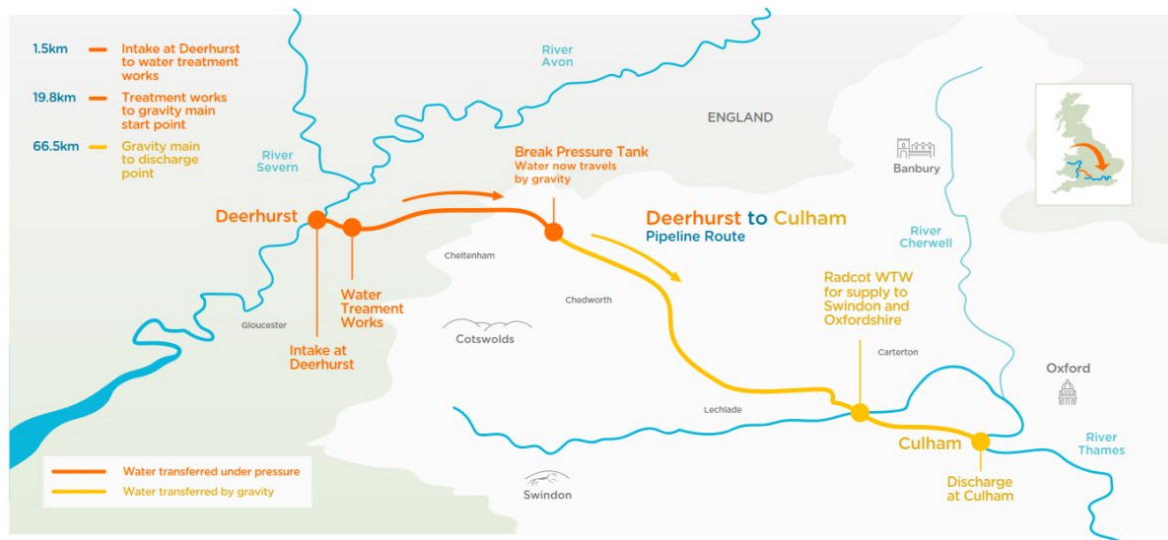 1.5km
Intake at Deerhurst
to water treatment
works
19.8km
Treatment works
to gravity main
start point
66.5km
Gravity main
to discharge
point
River
Severn
River
Avon
ENGLAND
Banbury
River
Cherwell
Break Pressure Tank
Water now travels
by gravity
Deerhurst
Deerhurst to Culham
Pipeline Route
Cheltenham
Chedworth
Water
Treament
Works
Gloucester
Intake at
Deerhurst
Cotswolds
Radcot WTW
for supply to
Swindon and
Oxfordshire
Carterton
Oxford
Lechlade
Culham
River
Thames
Discharge
at Culham
Swindon
Water transferred under pressure
Water transferred by gravity